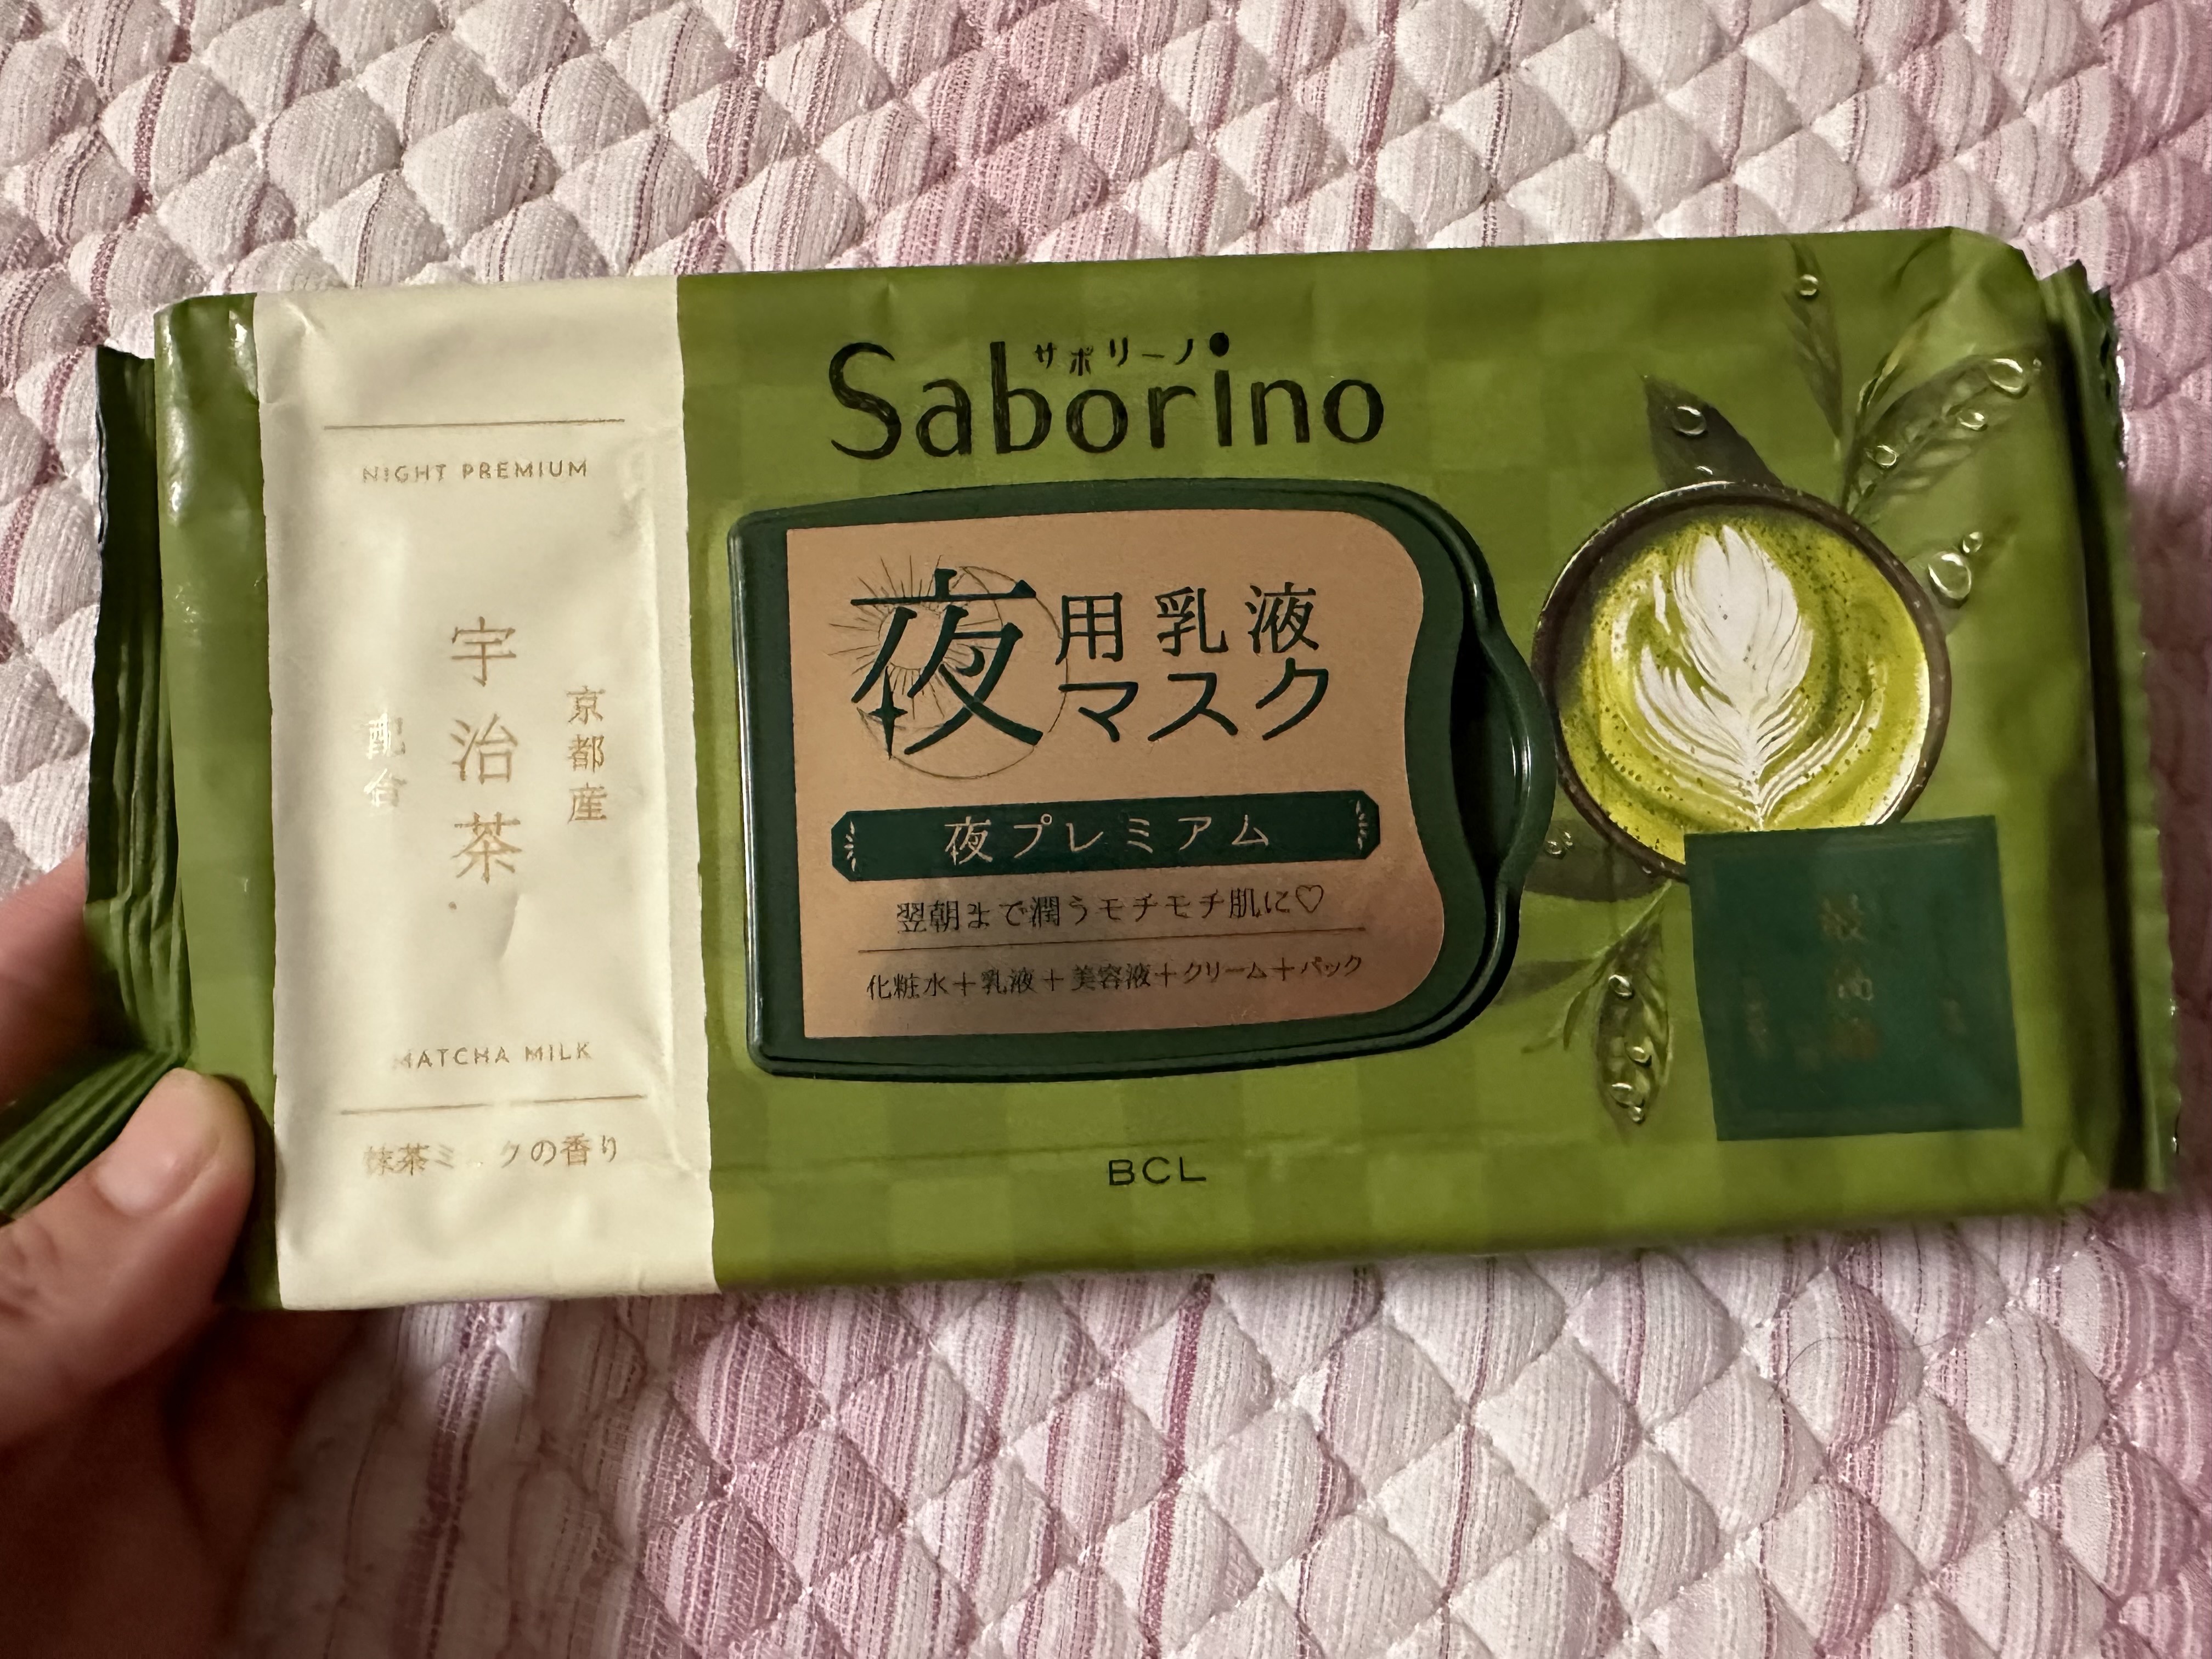 NIGHT PREMIUM
京都産
宇治茶
配合
MATCHA MILK
抹茶ミルクの香り
サボリーノ
Saborino
夜用乳液
マスク
夜プレミアム
翌朝まで潤うモチモチ肌に♡
化粧水+乳液+美容液+クリーム+パック
BCL